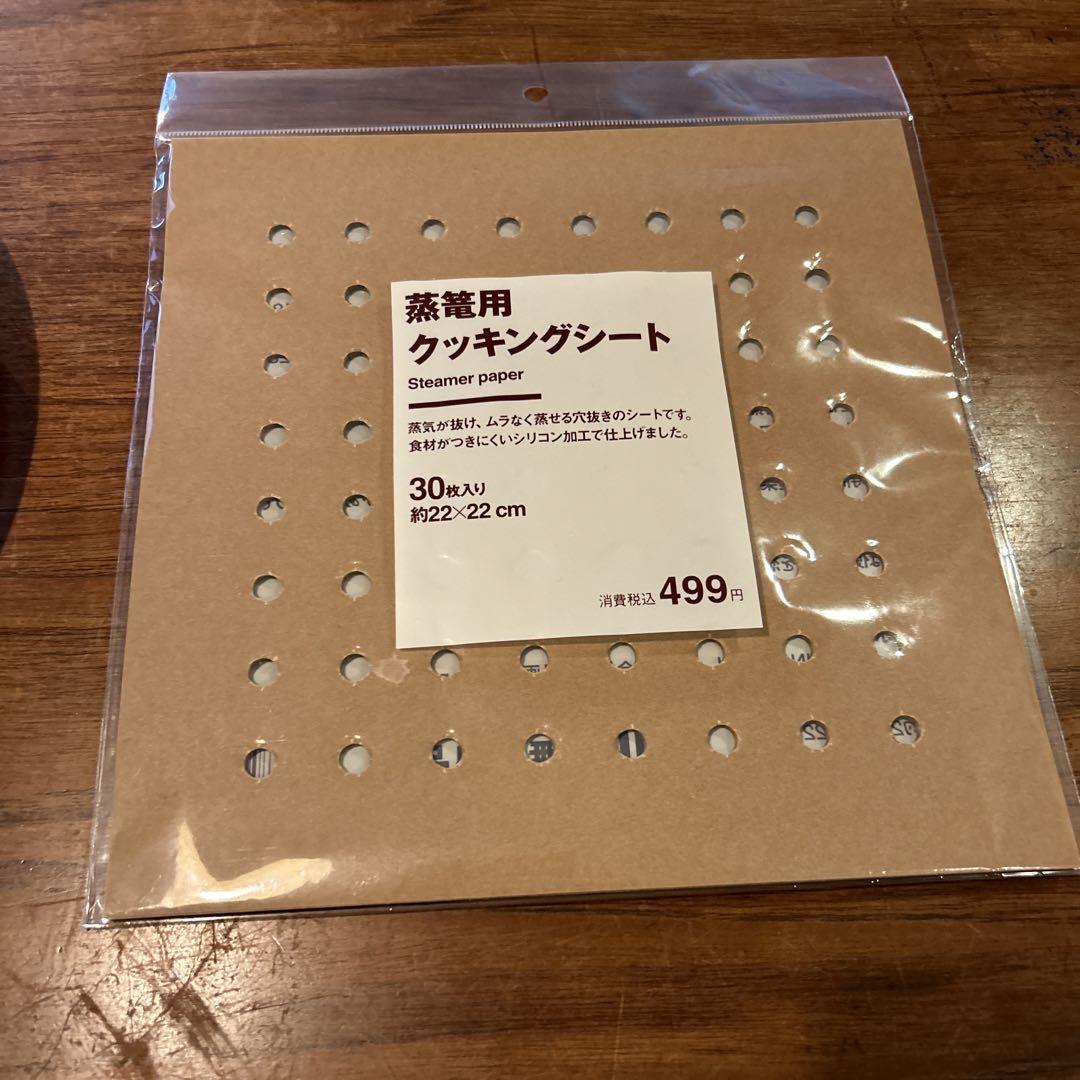 蒸篭用
クッキングシート
Steamer paper
蒸気が抜け、ムラなく蒸せる穴抜きのシートです。
食材がつきにくいシリコン加工で仕上げました。
30枚入り
約22×22 cm
消費税込 499円